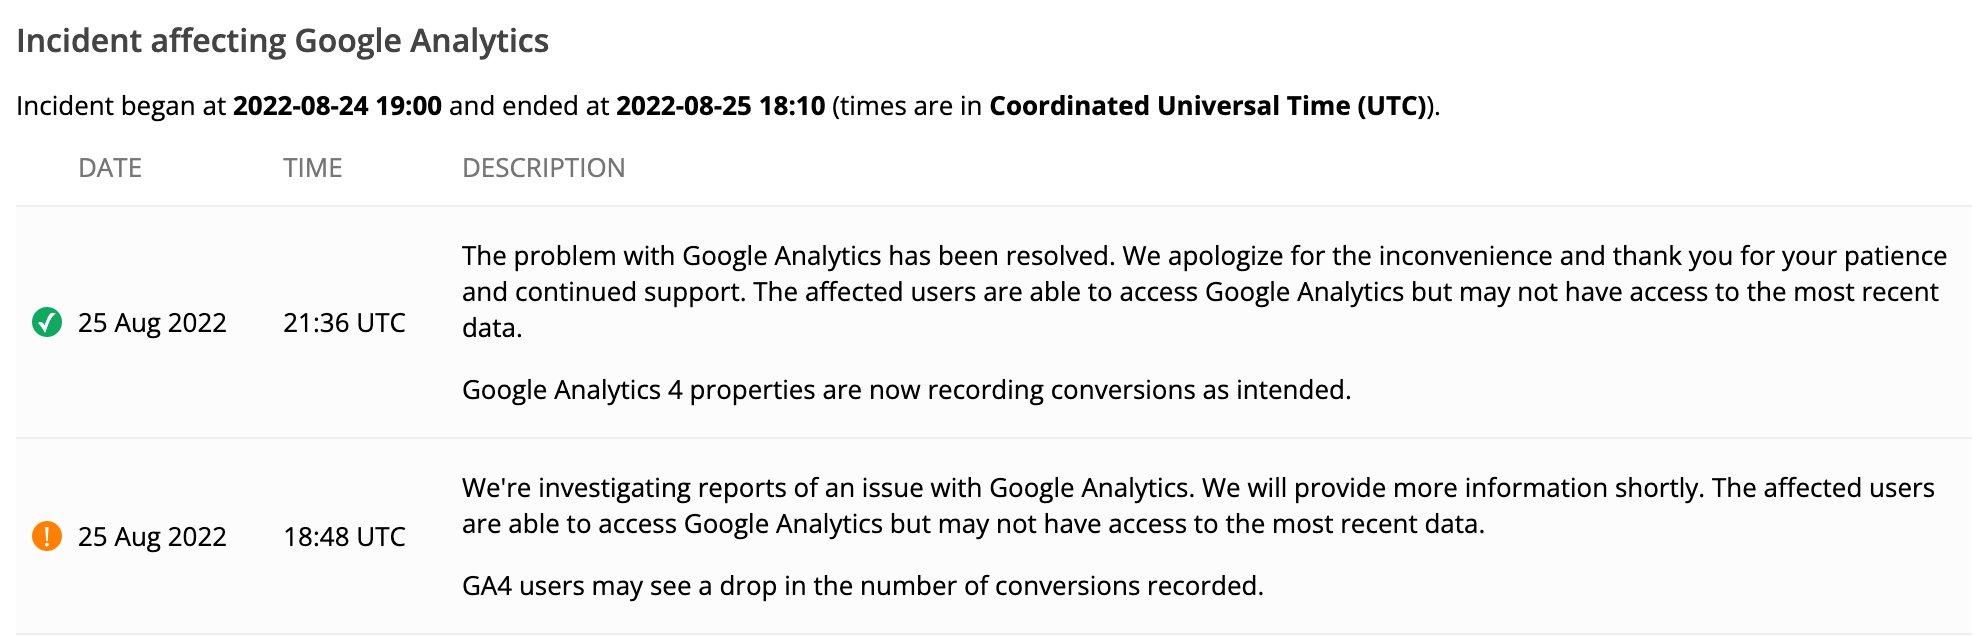 Incident affecting Google Analytics
Incident began at 2022-08-24 19:00 and ended at 2022-08-25 18:10 (times are in Coordinated Universal Time (UTC)).
DATE TIME DESCRIPTION
25 Aug 2022 21:36 UTC
The problem with Google Analytics has been resolved. We apologize for the inconvenience and thank you for your patience
and continued support. The affected users are able to access Google Analytics but may not have access to the most recent
data.
Google Analytics 4 properties are now recording conversions as intended.
25 Aug 2022 18:48 UTC
We're investigating reports of an issue with Google Analytics. We will provide more information shortly. The affected users
are able to access Google Analytics but may not have access to the most recent data.
GA4 users may see a drop in the number of conversions recorded.